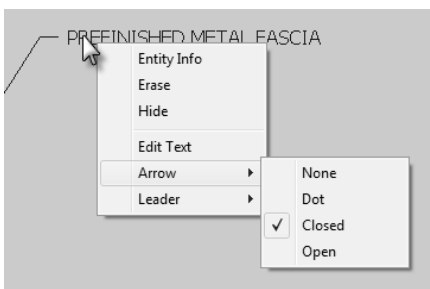 PREFINISHED METAL FASCIA
Entity Info
Erase
Hide
Edit Text
Arrow
Leader
None
Dot
Closed
Open